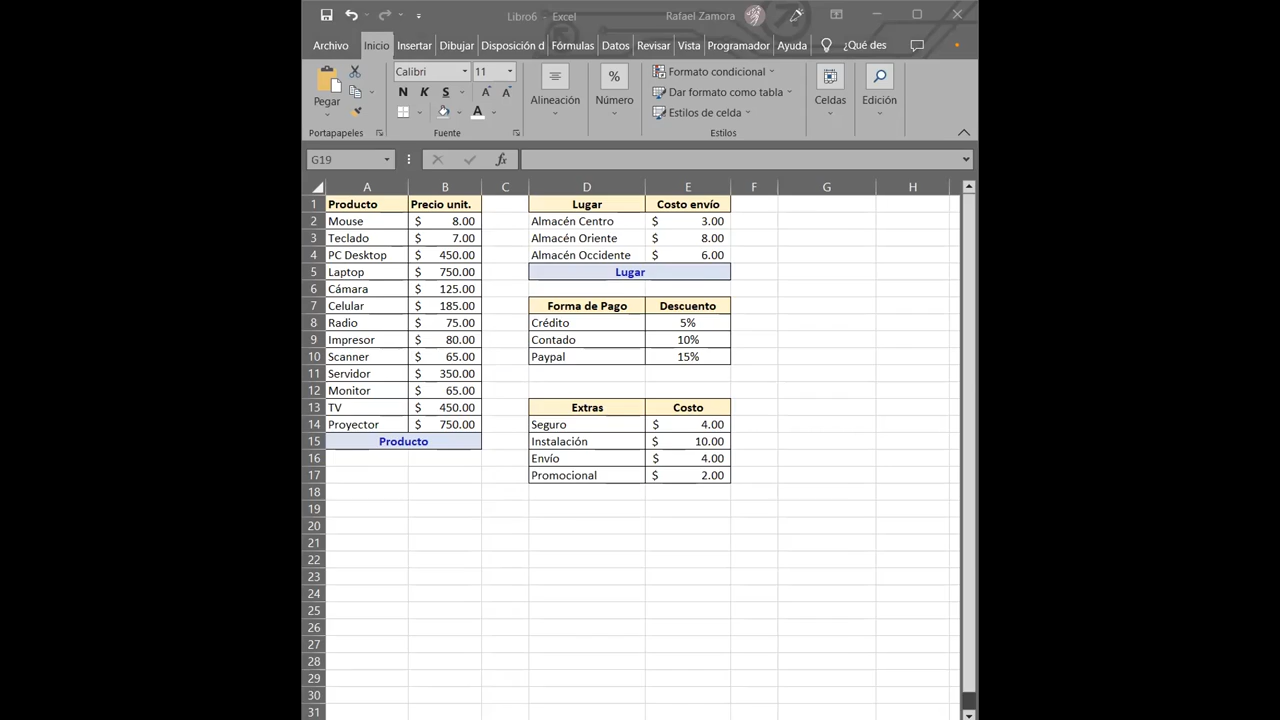 Libro6 - Excel
Rafael Zamora
Archivo Inicio Insertar Dibujar Disposición d Fórmulas Datos Revisar Vista Programador Ayuda ¿Qué des
Pegar
Portapapeles
Calibri 11
N K S A A
A
Fuente
Alineación
%
Número
Formato condicional
Dar formato como tabla
Estilos de celda
Estilos
Celdas
Edición
G19 fx
A B C D E F G H
1 Producto Precio unit. Lugar Costo envío
2 Mouse $ 8.00 Almacén Centro $ 3.00
3 Teclado $ 7.00 Almacén Oriente $ 8.00
4 PC Desktop $ 450.00 Almacén Occidente $ 6.00
5 Laptop $ 750.00 Lugar
6 Cámara $ 125.00
7 Celular $ 185.00 Forma de Pago Descuento
8 Radio $ 75.00 Crédito 5%
9 Impresor $ 80.00 Contado 10%
10 Scanner $ 65.00 Paypal 15%
11 Servidor $ 350.00
12 Monitor $ 65.00
13 TV $ 450.00 Extras Costo
14 Proyector $ 750.00 Seguro $ 4.00
15 Producto Instalación $ 10.00
16 Envío $ 4.00
17 Promocional $ 2.00
18
19
20
21
22
23
24
25
26
27
28
29
30
31